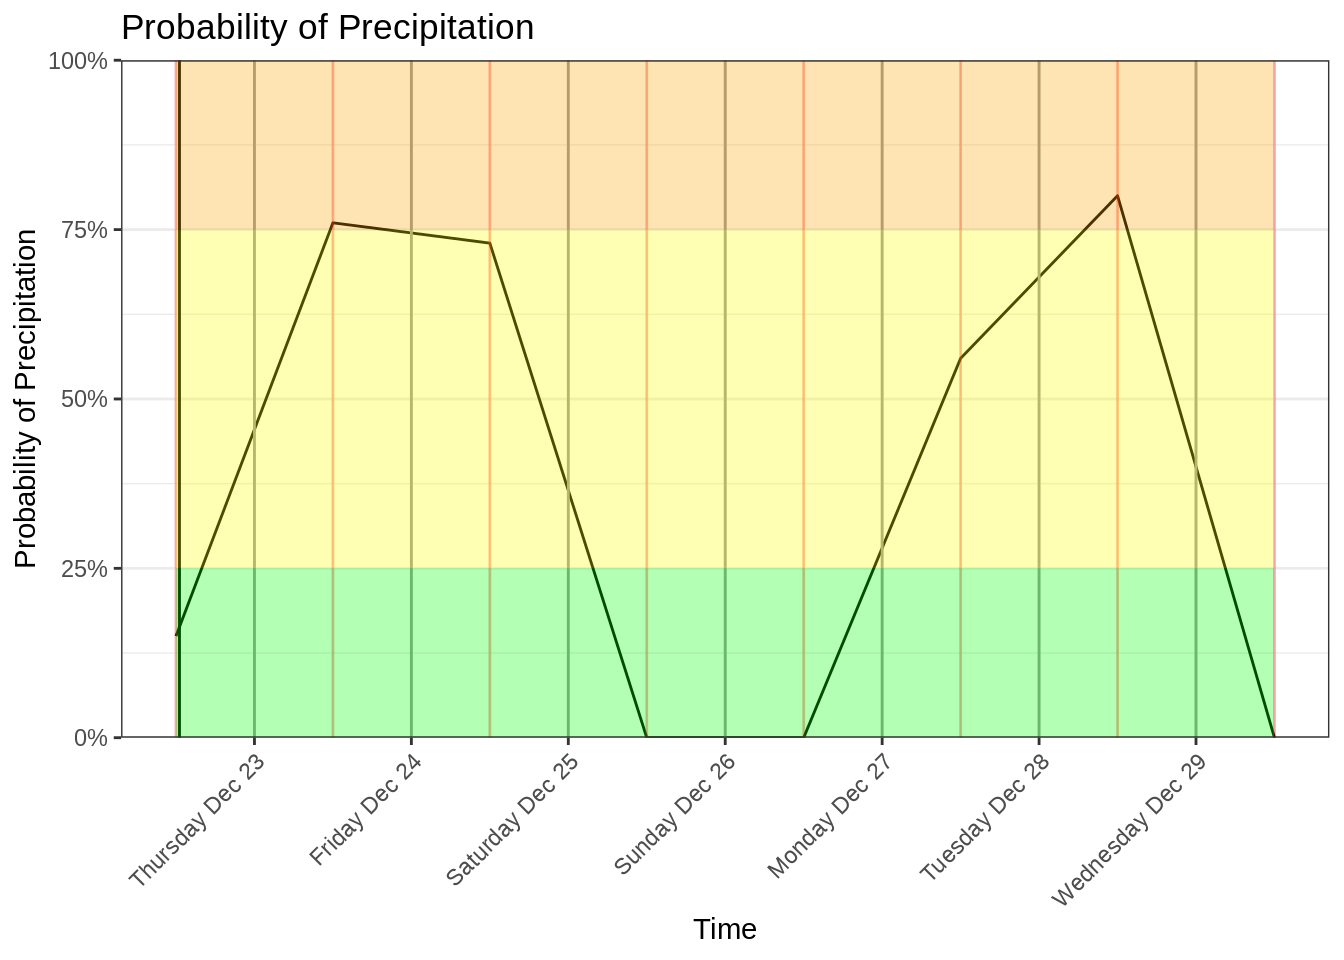 Probability of Precipitation
Probability of Precipitation
100%
75%
50%
25%
0%
Thursday Dec 23
Friday Dec 24
Saturday Dec 25
Sunday Dec 26
Monday Dec 27
Tuesday Dec 28
Wednesday Dec 29
Time